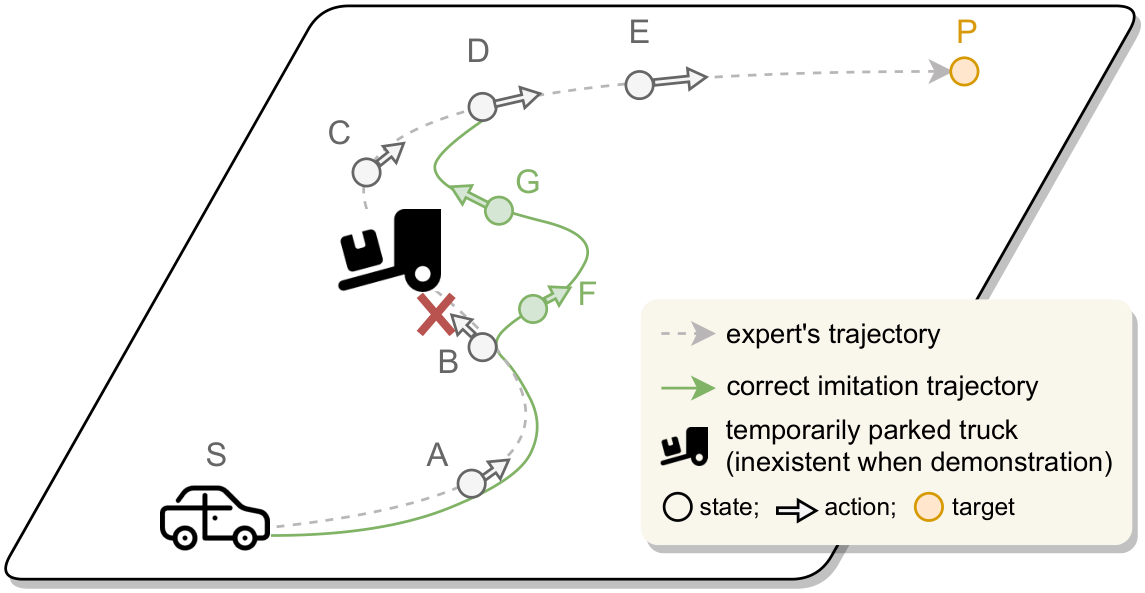 P
E
D
C
G
F
B
A
S
expert's trajectory
correct imitation trajectory
temporarily parked truck
(inexistent when demonstration)
state; action; target